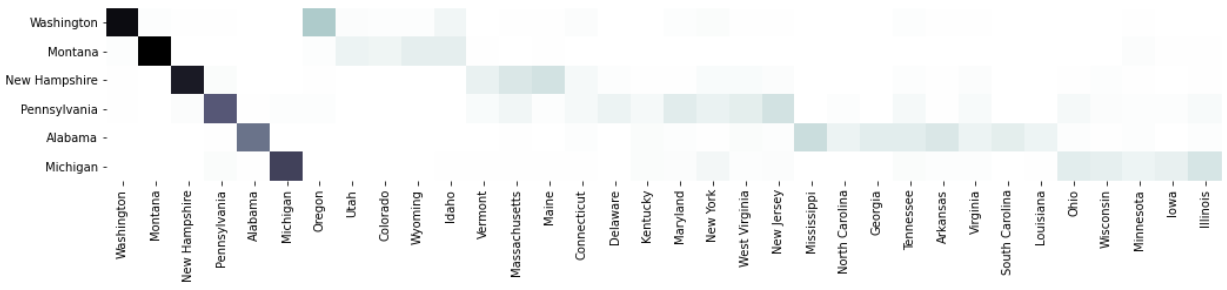 Washington
Montana
New Hampshire
Pennsylvania
Alabama
Michigan
Washington
Montana
New Hampshire
Pennsylvania
Alabama
Michigan
Oregon
Utah
Colorado
Wyoming
Idaho
Vermont
Massachusetts
Maine
Connecticut
Delaware
Kentucky
Maryland
New York
West Virginia
New Jersey
Mississippi
North Carolina
Georgia
Tennessee
Arkansas
Virginia
South Carolina
Louisiana
Ohio
Wisconsin
Minnesota
Iowa
Illinois